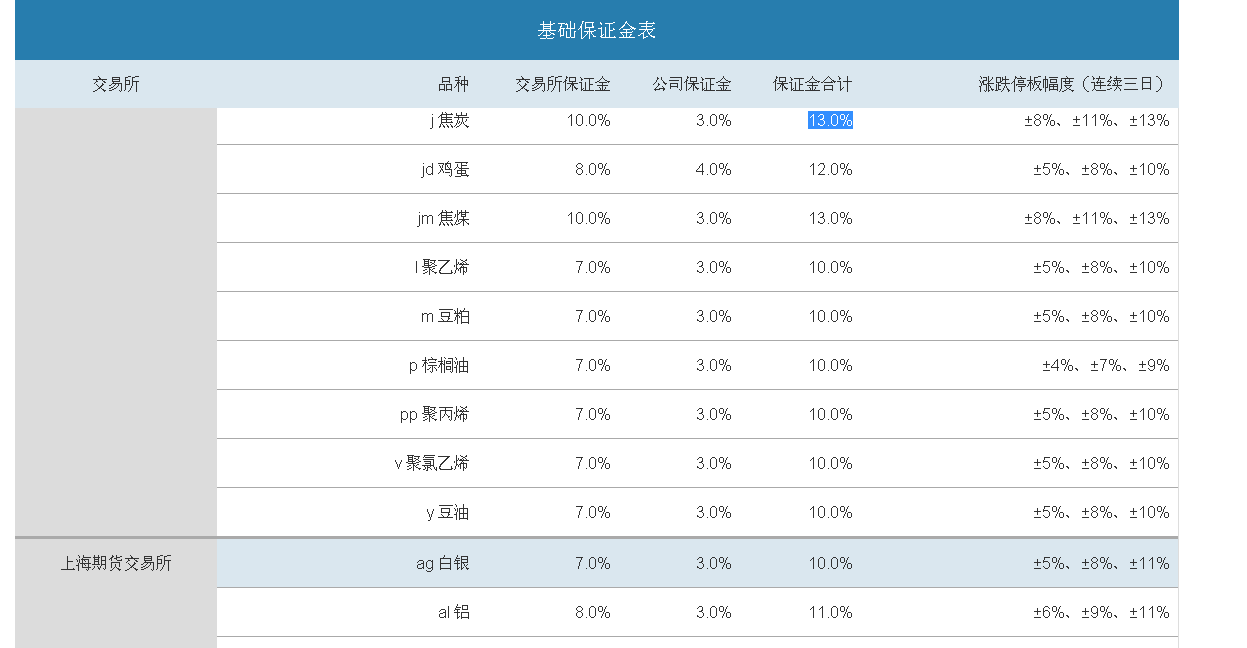 基础保证金表
交易所 品种 交易所保证金 公司保证金 保证金合计 涨跌停板幅度（连续三日）
j 焦炭 10.0% 3.0% 13.0% ±8%、±11%、±13%
jd 鸡蛋 8.0% 4.0% 12.0% ±5%、±8%、±10%
jm 焦煤 10.0% 3.0% 13.0% ±8%、±11%、±13%
l 聚乙烯 7.0% 3.0% 10.0% ±5%、±8%、±10%
m 豆粕 7.0% 3.0% 10.0% ±5%、±8%、±10%
p 棕榈油 7.0% 3.0% 10.0% ±4%、±7%、±9%
pp 聚丙烯 7.0% 3.0% 10.0% ±5%、±8%、±10%
v 聚氯乙烯 7.0% 3.0% 10.0% ±5%、±8%、±10%
y 豆油 7.0% 3.0% 10.0% ±5%、±8%、±10%
上海期货交易所 ag 白银 7.0% 3.0% 10.0% ±5%、±8%、±11%
al 铝 8.0% 3.0% 11.0% ±6%、±9%、±11%